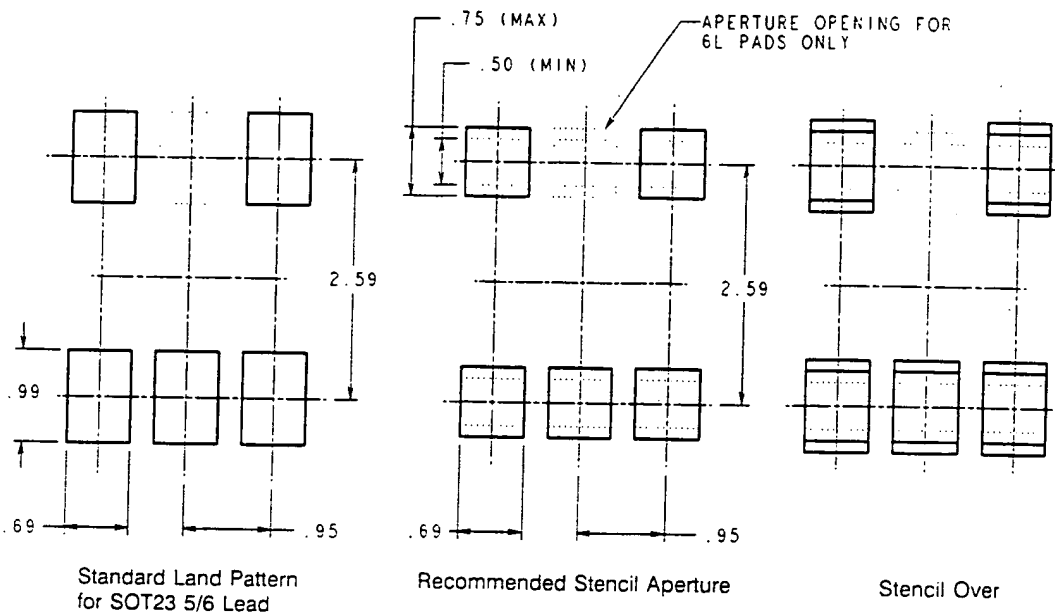 .75 (MAX)
.50 (MIN)
APERTURE OPENING FOR
6L PADS ONLY
2.59
2.59
.99
.69
.95
.69
.95
Standard Land Pattern
for SOT23 5/6 Lead
Recommended Stencil Aperture
Stencil Over